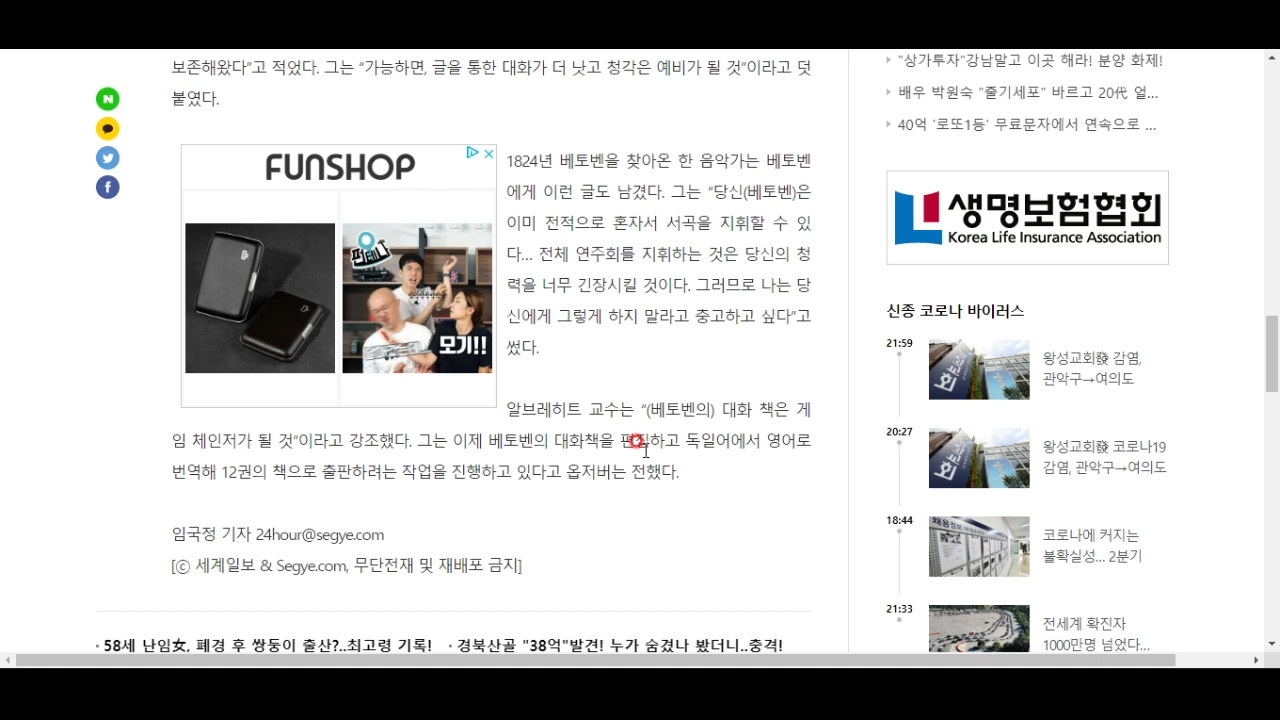 보존해왔다”고 적었다. 그는 “가능하면, 글을 통한 대화가 더 낫고 청각은 예비가 될 것”이라고 덧
붙였다.
FUNSHOP
펀테나
모기!!
1824년 베토벤을 찾아온 한 음악가는 베토벤
에게 이런 글도 남겼다. 그는 “당신(베토벤)은
이미 전적으로 혼자서 서곡을 지휘할 수 있
다... 전체 연주회를 지휘하는 것은 당신의 청
력을 너무 긴장시킬 것이다. 그러므로 나는 당
신에게 그렇게 하지 말라고 충고하고 싶다”고
썼다.
알브레히트 교수는 “(베토벤의) 대화 책은 게
임 체인저가 될 것”이라고 강조했다. 그는 이제 베토벤의 대화책을 편집하고 독일어에서 영어로
번역해 12권의 책으로 출판하려는 작업을 진행하고 있다고 옵저버는 전했다.
임국정 기자 24hour@segye.com
[ⓒ 세계일보 & Segye.com, 무단전재 및 재배포 금지]
58세 난임女, 폐경 후 쌍둥이 출산?..최고령 기록!
경북산골 "38억"발견! 누가 숨겼나 봤더니..충격!
"상가투자"강남말고 이곳 해라! 분양 화제!
배우 박원숙 "줄기세포" 바르고 20代 얼...
40억 '로또1등' 무료문자에서 연속으로 ...
생명보험협회
Korea Life Insurance Association
신종 코로나 바이러스
21:59
왕성교회發 감염,
관악구→여의도
20:27
왕성교회發 코로나19
감염, 관악구→여의도
18:44
채용정보
코로나에 커지는
불확실성... 2분기
21:33
전세계 확진자
1000만명 넘었다...